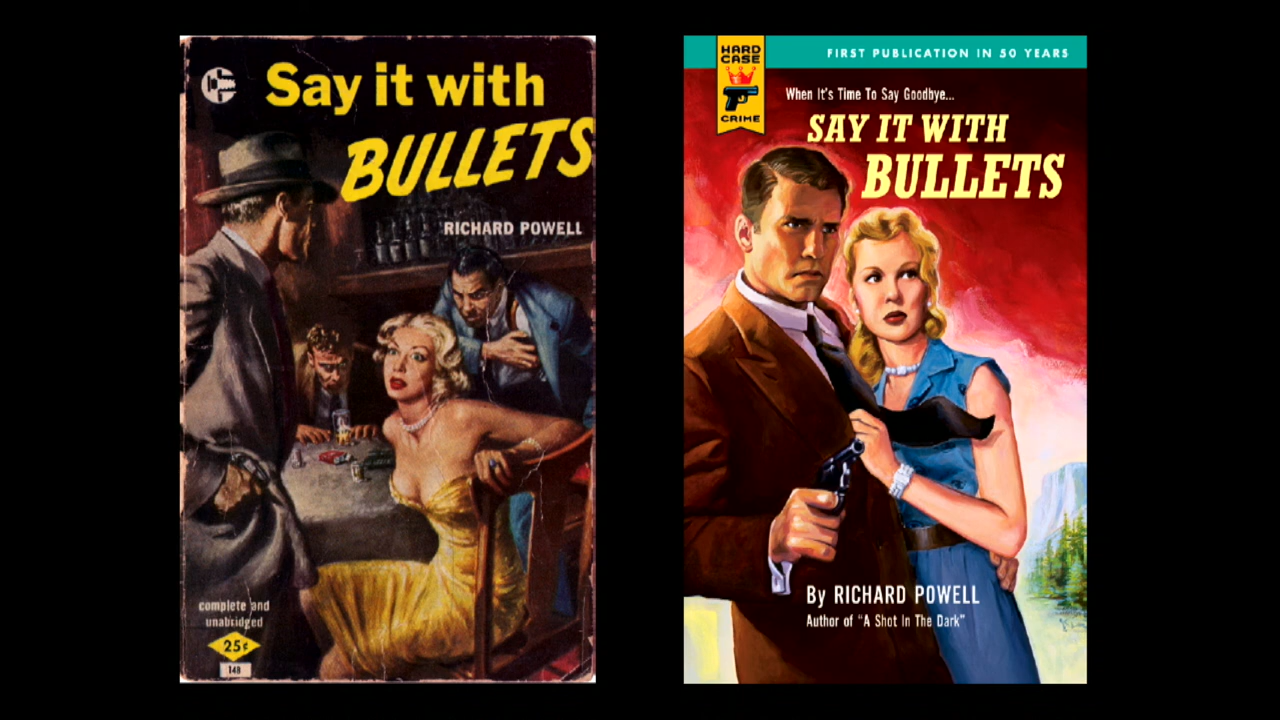 Say it with
BULLETS
RICHARD POWELL
complete and
unabridged
25¢
148
HARD
CASE
CRIME
FIRST PUBLICATION IN 50 YEARS
When It's Time To Say Goodbye...
SAY IT WITH
BULLETS
By RICHARD POWELL
Author of "A Shot In The Dark"